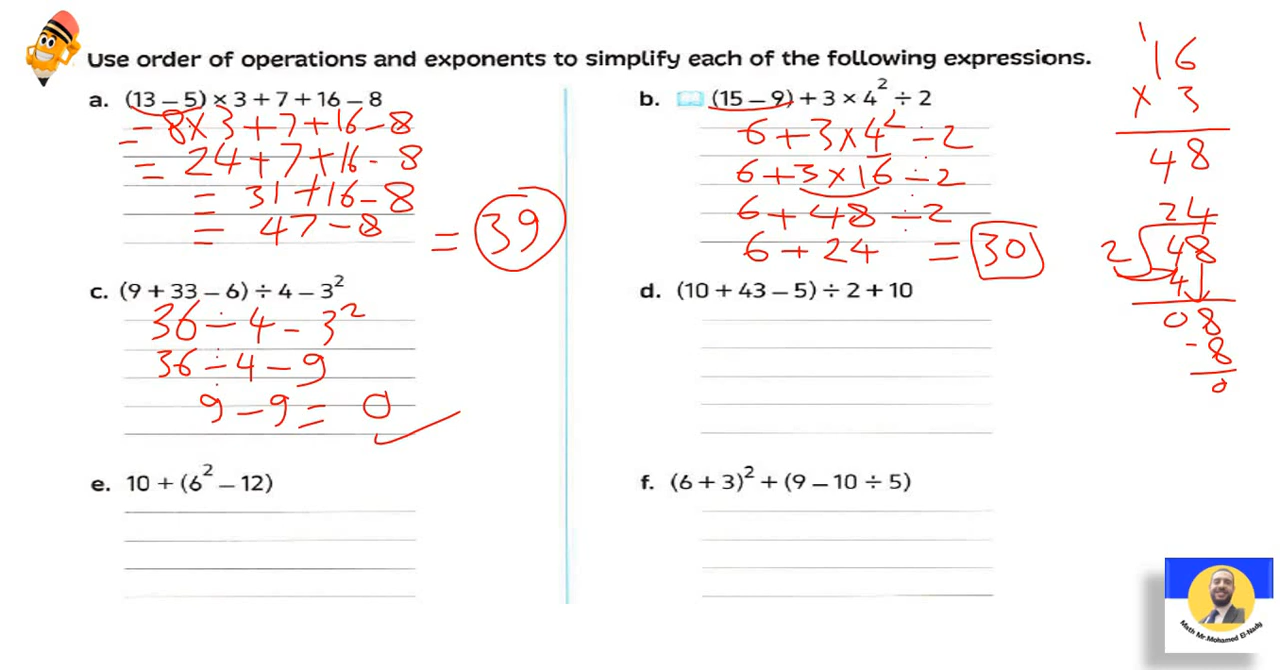 Use order of operations and exponents to simplify each of the following expressions.
a. (13 – 5) × 3 + 7 + 16 – 8
= 8 × 3 + 7 + 16 – 8
= 24 + 7 + 16 - 8
= 31 + 16 – 8
= 47 – 8 = 39
b. (15 – 9) + 3 × 4² ÷ 2
6 + 3 × 4² ÷ 2
6 + 3 × 16 ÷ 2
6 + 48 ÷ 2
6 + 24 = 30
1
16
× 3
48
24
2 48
4
08
- 8
0
c. (9 + 33 – 6) ÷ 4 – 3²
36 ÷ 4 – 3²
36 ÷ 4 – 9
9 – 9 = 0
d. (10 + 43 – 5) ÷ 2 + 10
e. 10 + (6² – 12)
f. (6 + 3)² + (9 – 10 ÷ 5)
Math Mr.Mohamed El-Nady